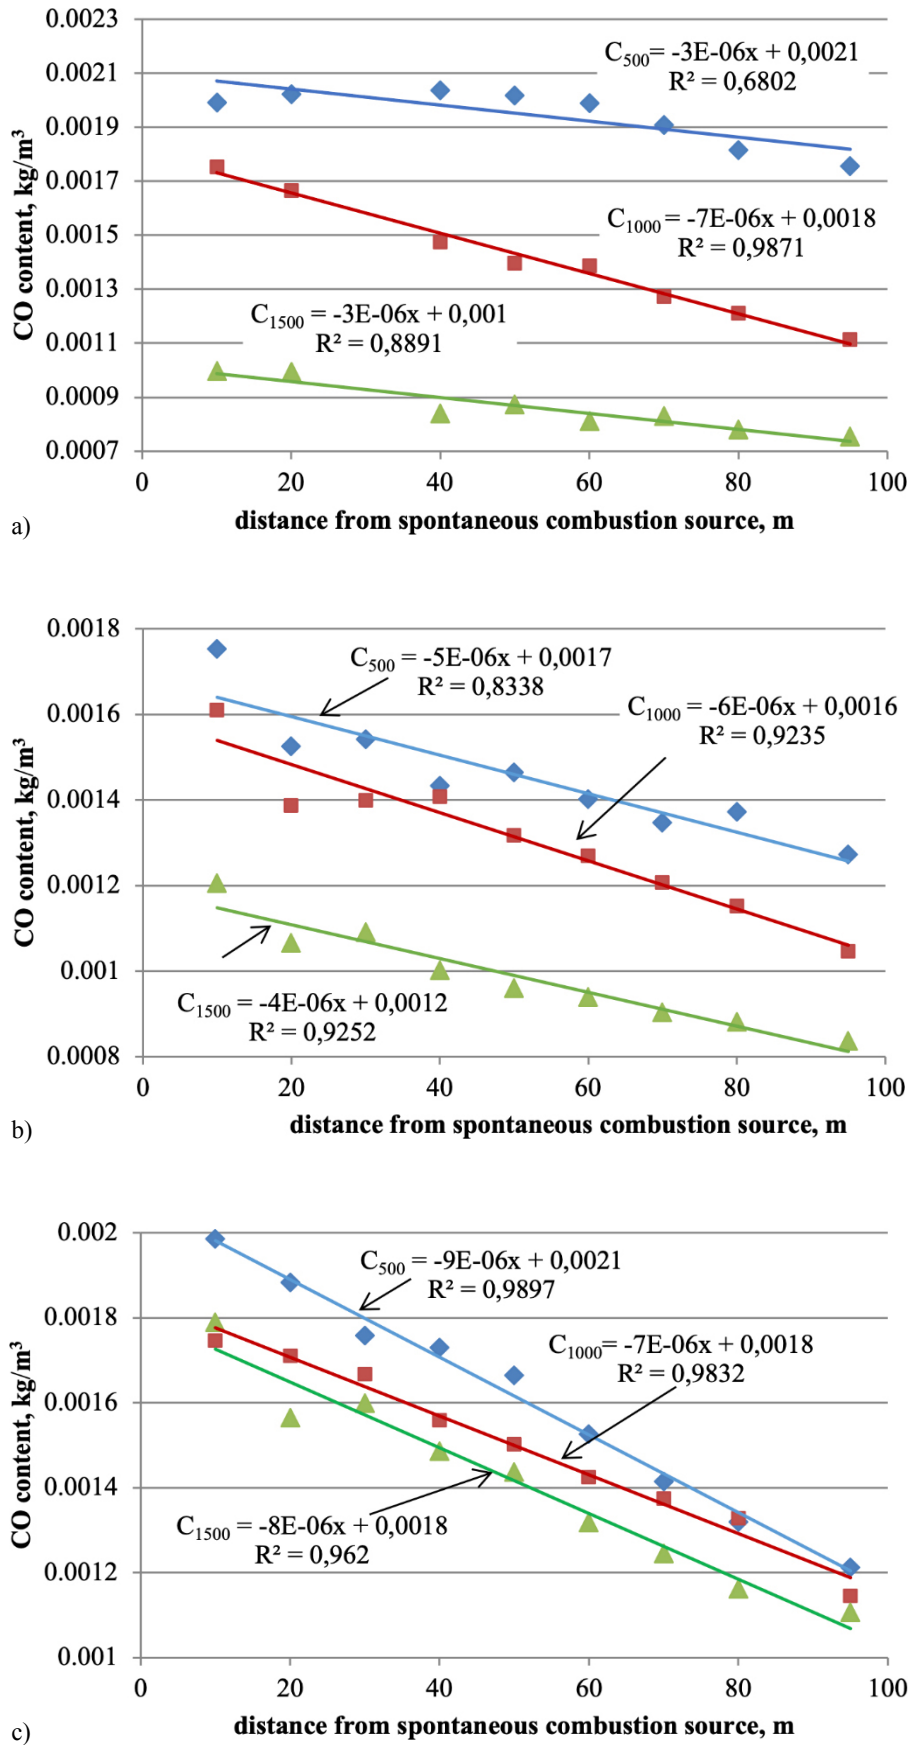 0.0023
C500= -3E-06x + 0,0021
R² = 0,6802
0.0021
0.0019
0.0017
C1000 = -7E-06x + 0,0018
R² = 0,9871
0.0015
0.0013
C1500 = -3E-06x + 0,001
R² = 0,8891
0.0011
0.0009
0.0007
CO content, kg/m³
0 20 40 60 80 100
distance from spontaneous combustion source, m
a)
0.0018
C500 = -5E-06x + 0,0017
R² = 0,8338
C1000 = -6E-06x + 0,0016
R² = 0,9235
0.0016
0.0014
0.0012
0.001
C1500 = -4E-06x + 0,0012
R² = 0,9252
0.0008
CO content, kg/m³
0 20 40 60 80 100
distance from spontaneous combustion source, m
b)
0.002
C500 = -9E-06x + 0,0021
R² = 0,9897
0.0018
C1000= -7E-06x + 0,0018
R² = 0,9832
0.0016
0.0014
C1500 = -8E-06x + 0,0018
R² = 0,962
0.0012
0.001
CO content, kg/m³
0 20 40 60 80 100
distance from spontaneous combustion source, m
c)